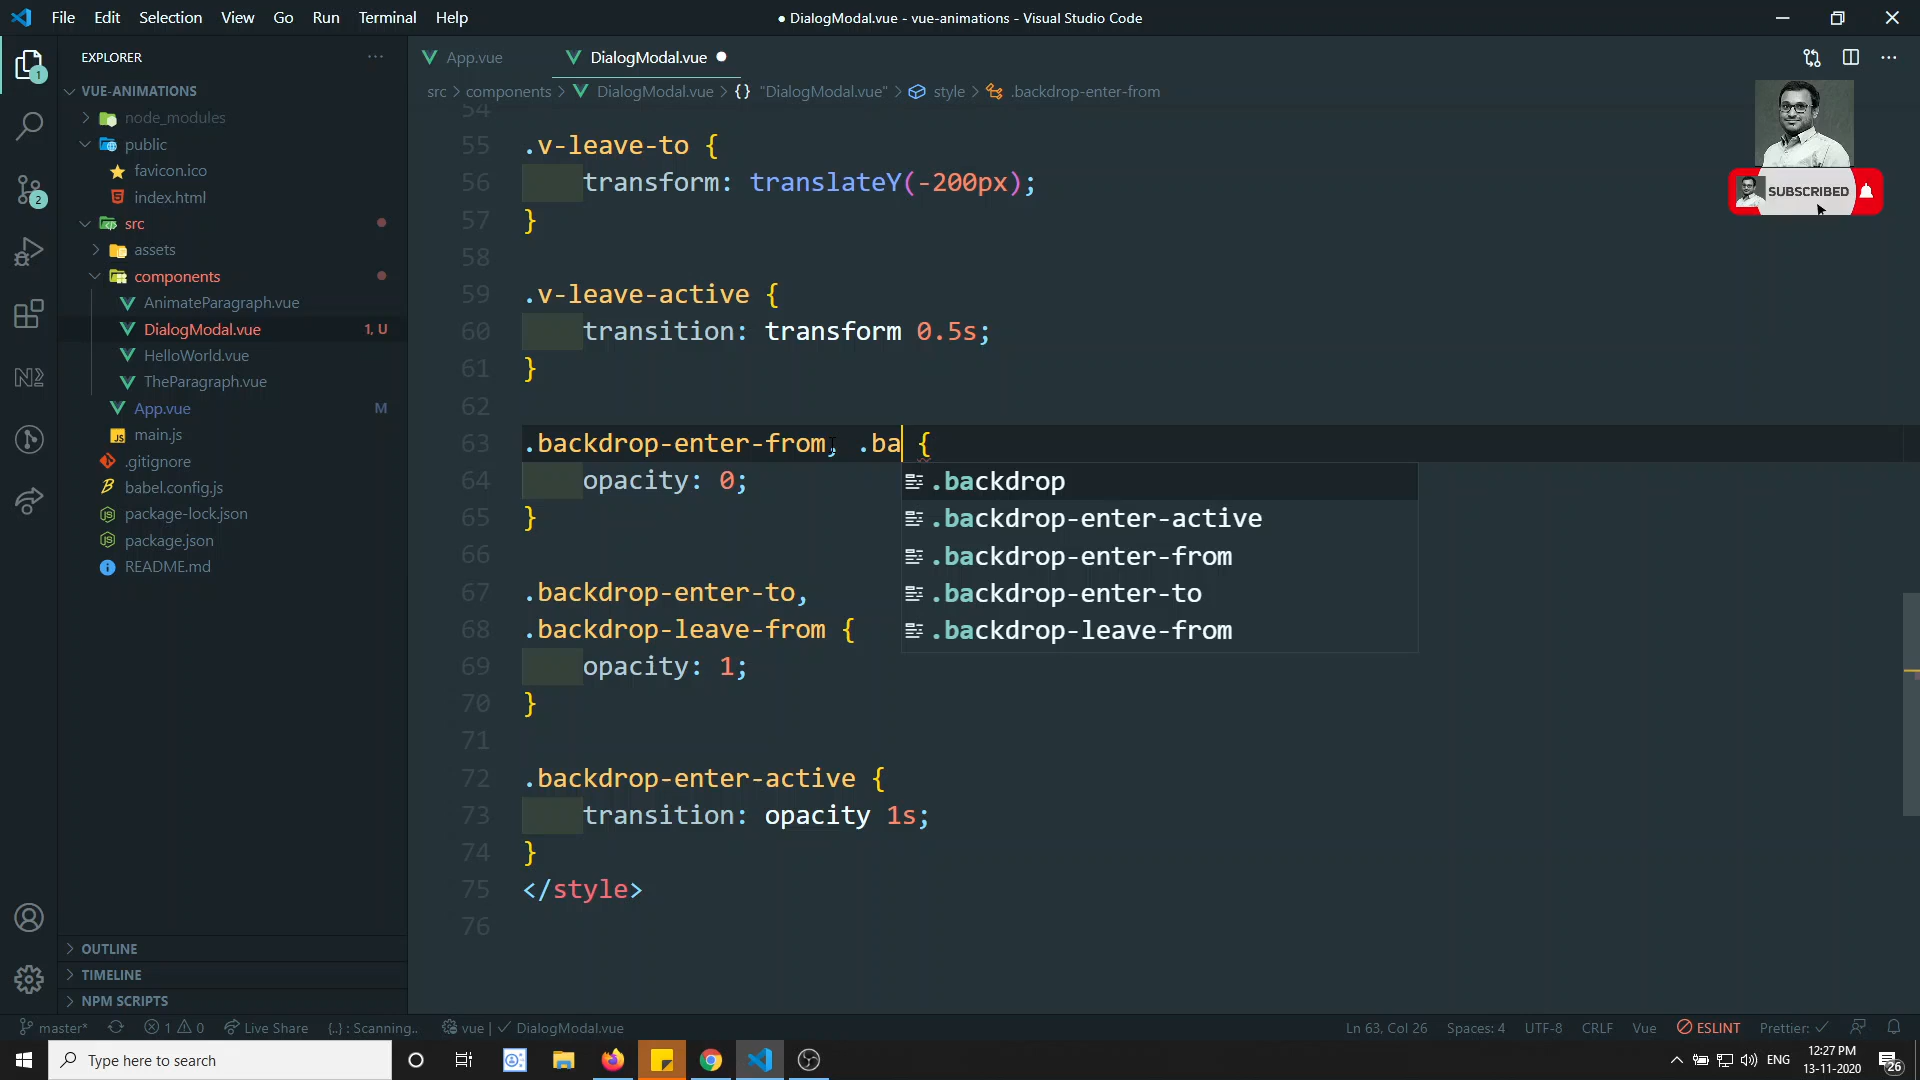 File Edit Selection View Go Run Terminal Help
● DialogModal.vue - vue-animations - Visual Studio Code
EXPLORER
App.vue
DialogModal.vue ●
src > components > DialogModal.vue > {} "DialogModal.vue" > style > .backdrop-enter-from
VUE-ANIMATIONS
node_modules
public
favicon.ico
index.html
src
assets
components
AnimateParagraph.vue
DialogModal.vue 1, U
HelloWorld.vue
TheParagraph.vue
App.vue M
main.js
.gitignore
babel.config.js
package-lock.json
package.json
README.md
OUTLINE
TIMELINE
NPM SCRIPTS
1
2
SUBSCRIBED
54
55 .v-leave-to {
56 transform: translateY(-200px);
57 }
58
59 .v-leave-active {
60 transition: transform 0.5s;
61 }
62
63 .backdrop-enter-from, .ba {
64 opacity: 0;
65 }
66
67 .backdrop-enter-to,
68 .backdrop-leave-from {
69 opacity: 1;
70 }
71
72 .backdrop-enter-active {
73 transition: opacity 1s;
74 }
75 </style>
76
.backdrop
.backdrop-enter-active
.backdrop-enter-from
.backdrop-enter-to
.backdrop-leave-from
master* 1 0 Live Share {..} : Scanning.. vue | ✓ DialogModal.vue
Ln 63, Col 26 Spaces: 4 UTF-8 CRLF Vue ESLINT Prettier: ✓
Type here to search
ENG
12:27 PM
13-11-2020
26